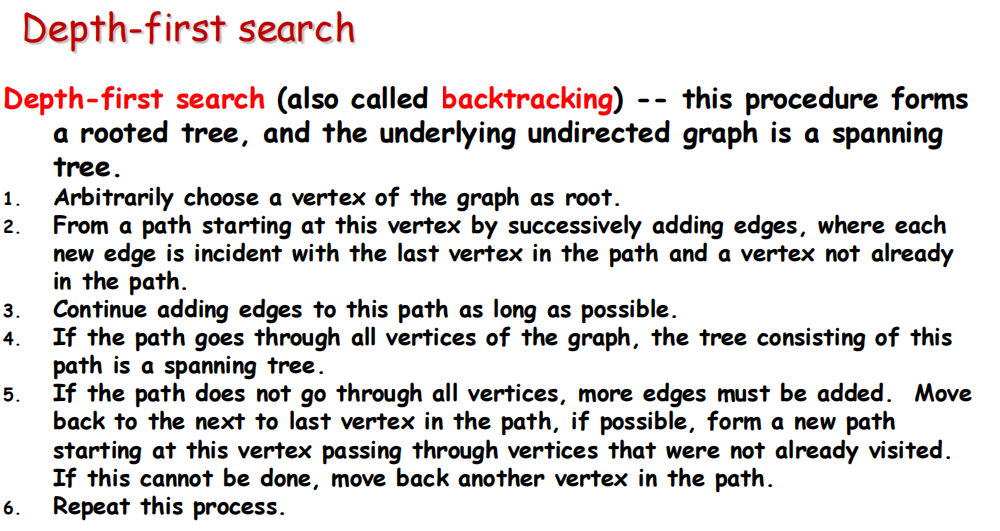 Depth-first search
Depth-first search (also called backtracking) -- this procedure forms
a rooted tree, and the underlying undirected graph is a spanning
tree.
1. Arbitrarily choose a vertex of the graph as root.
2. From a path starting at this vertex by successively adding edges, where each
new edge is incident with the last vertex in the path and a vertex not already
in the path.
3. Continue adding edges to this path as long as possible.
4. If the path goes through all vertices of the graph, the tree consisting of this
path is a spanning tree.
5. If the path does not go through all vertices, more edges must be added. Move
back to the next to last vertex in the path, if possible, form a new path
starting at this vertex passing through vertices that were not already visited.
If this cannot be done, move back another vertex in the path.
6. Repeat this process.